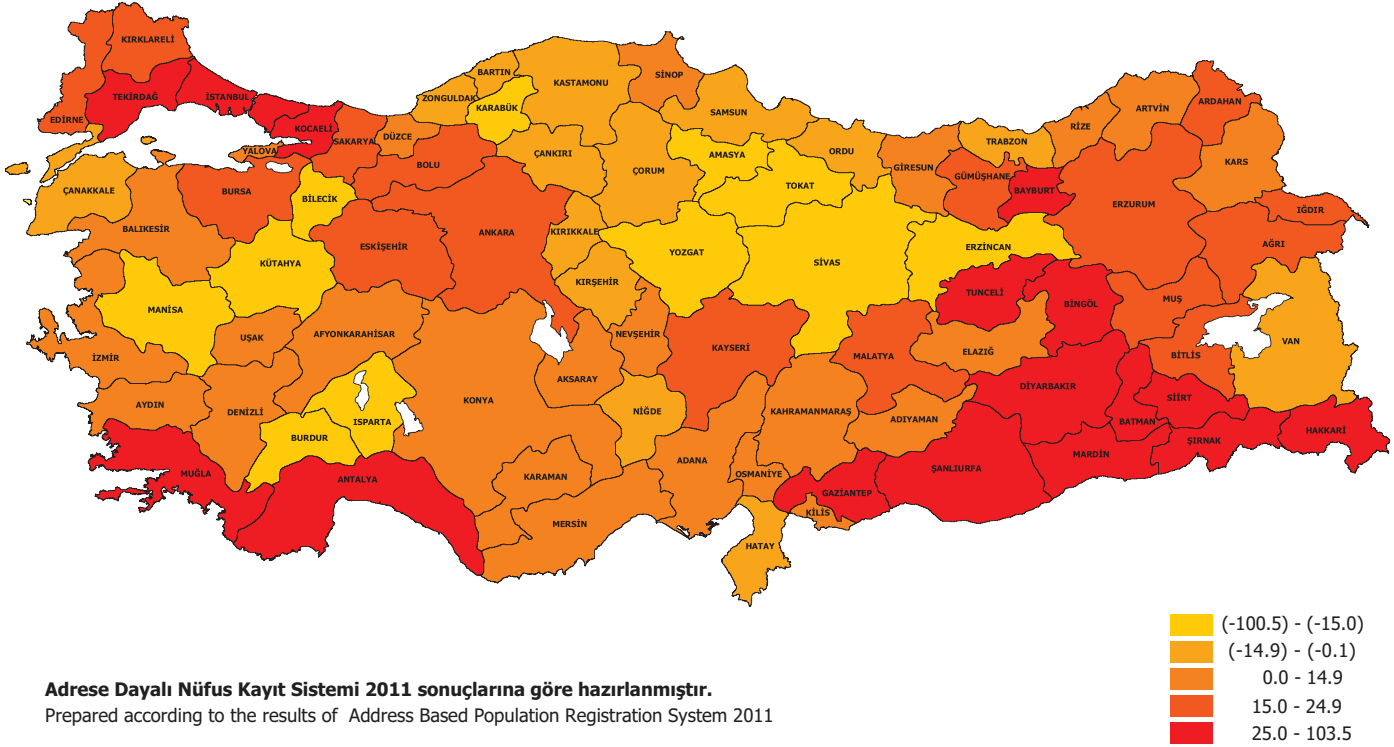 KIRKLARELİ
TEKİRDAĞ
İSTANBUL
EDİRNE
KOCAELİ
YALOVA
SAKARYA
DÜZCE
BOLU
ZONGULDAK
BARTIN
KARABÜK
KASTAMONU
SİNOP
SAMSUN
ÇANKIRI
ÇORUM
AMASYA
ORDU
TOKAT
GİRESUN
TRABZON
GÜMÜŞHANE
BAYBURT
RİZE
ARTVİN
ARDAHAN
KARS
ERZURUM
IĞDIR
AĞRI
ÇANAKKALE
BURSA
BİLECİK
BALIKESİR
ESKİŞEHİR
ANKARA
KIRIKKALE
YOZGAT
SİVAS
ERZİNCAN
KÜTAHYA
KIRŞEHİR
TUNCELİ
BİNGÖL
MUŞ
MANİSA
UŞAK
AFYONKARAHİSAR
NEVŞEHİR
KAYSERİ
MALATYA
ELAZIĞ
BİTLİS
VAN
İZMİR
AKSARAY
DİYARBAKIR
SİİRT
AYDIN
DENİZLİ
ISPARTA
KONYA
NİĞDE
KAHRAMANMARAŞ
ADIYAMAN
BATMAN
ŞIRNAK
HAKKARİ
BURDUR
MUĞLA
ANTALYA
KARAMAN
ADANA
OSMANİYE
ŞANLIURFA
MARDİN
GAZİANTEP
KİLİS
MERSİN
HATAY
(-100.5) - (-15.0)
(-14.9) - (-0.1)
0.0 - 14.9
15.0 - 24.9
25.0 - 103.5
Adrese Dayalı Nüfus Kayıt Sistemi 2011 sonuçlarına göre hazırlanmıştır.
Prepared according to the results of Address Based Population Registration System 2011